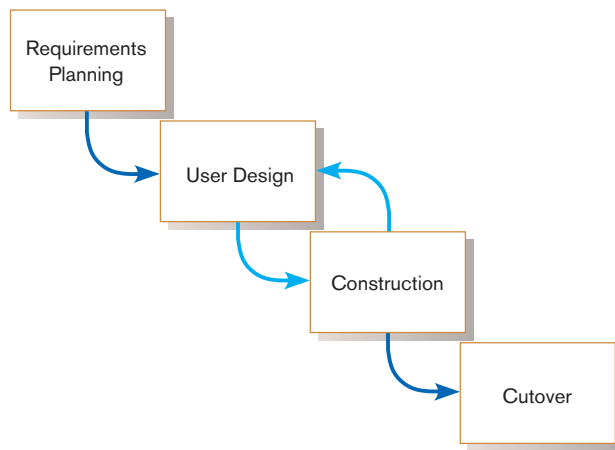 Requirements
Planning
User Design
Construction
Cutover